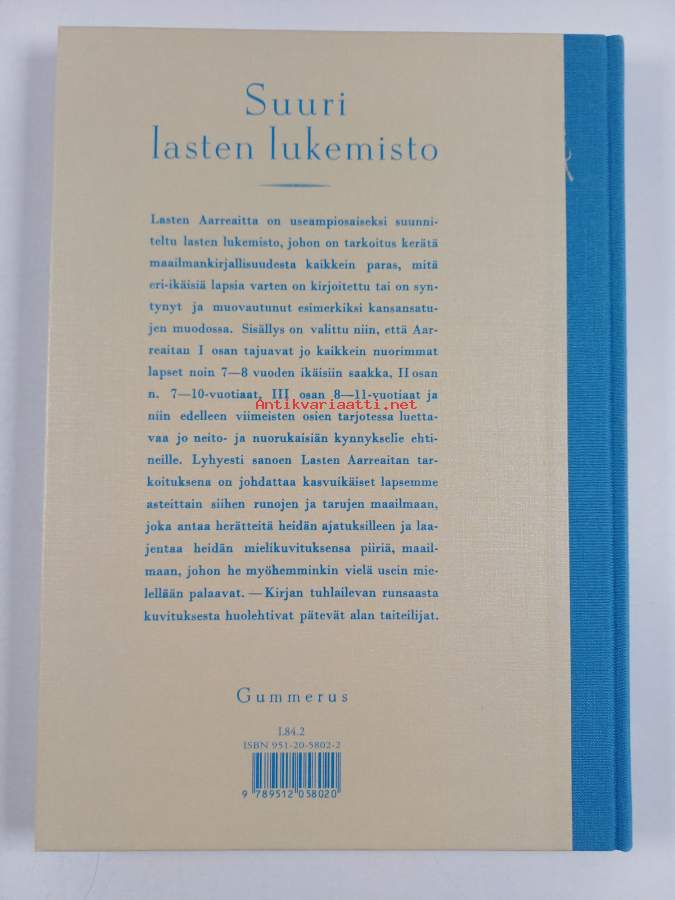 Suuri
lasten lukemisto
Lasten Aarreaitta on useampiosaiseksi suunni-
teltu lasten lukemisto, johon on tarkoitus kerätä
maailmankirjallisuudesta kaikkein paras, mitä
eri-ikäisiä lapsia varten on kirjoitettu tai on syn-
tynyt ja muovautunut esimerkiksi kansansatu-
jen muodossa. Sisällys on valittu niin, että Aar-
reaitan I osan tajuavat jo kaikkein nuorimmat
lapset noin 7—8 vuoden ikäisiin saakka, II osan
n. 7—10-vuotiaat, III osan 8—11-vuotiaat ja
Antikvariaatti.net
niin edelleen viimeisten osien tarjotessa luetta-
vaa jo neito- ja nuorukaisiän kynnykselle ehti-
neille. Lyhyesti sanoen Lasten Aarreaitan tar-
koituksena on johdattaa kasvuikäiset lapsemme
asteittain siihen runojen ja tarujen maailmaan,
joka antaa herätteitä heidän ajatuksilleen ja laa-
jentaa heidän mielikuvituksensa piiriä, maail-
maan, johon he myöhemminkin vielä usein mie-
lellään palaavat. — Kirjan tuhlailevan runsaasta
kuvituksesta huolehtivat pätevät alan taiteilijat.
Gummerus
L84.2
ISBN 951-20-5802-2
9 789512 058020